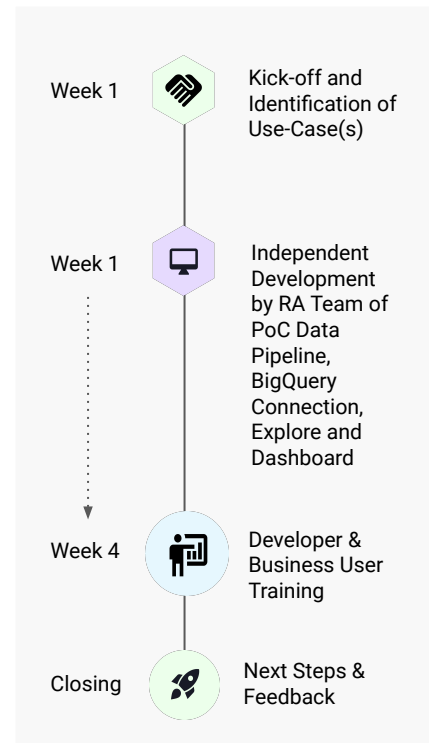 Week 1
Kick-off and
Identification of
Use-Case(s)
Week 1
Independent
Development
by RA Team of
PoC Data
Pipeline,
BigQuery
Connection,
Explore and
Dashboard
Week 4
Developer &
Business User
Training
Closing
Next Steps &
Feedback